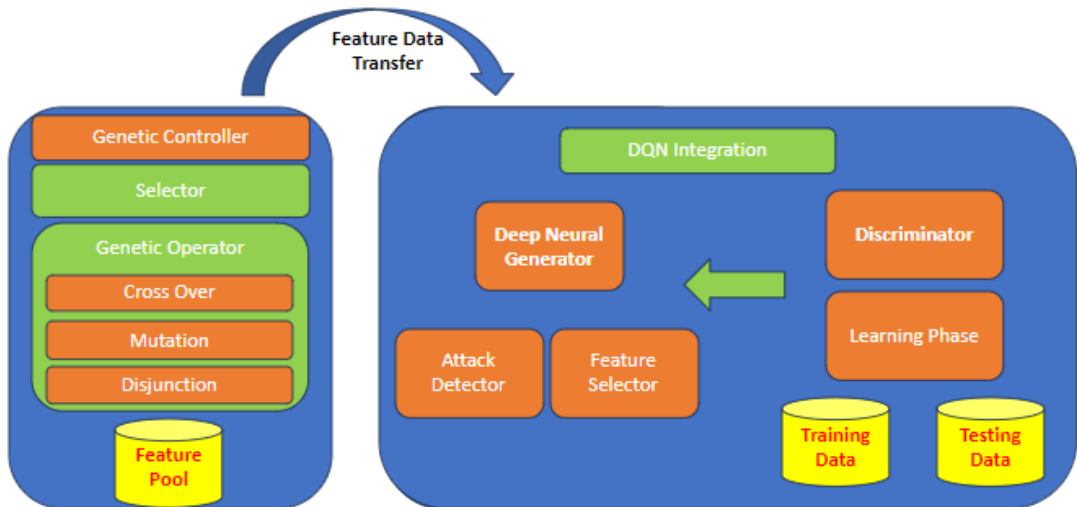 Feature Data
Transfer
Genetic Controller
Selector
Genetic Operator
Cross Over
Mutation
Disjunction
Feature
Pool
DQN Integration
Deep Neural
Generator
Discriminator
Learning Phase
Attack
Detector
Feature
Selector
Training
Data
Testing
Data